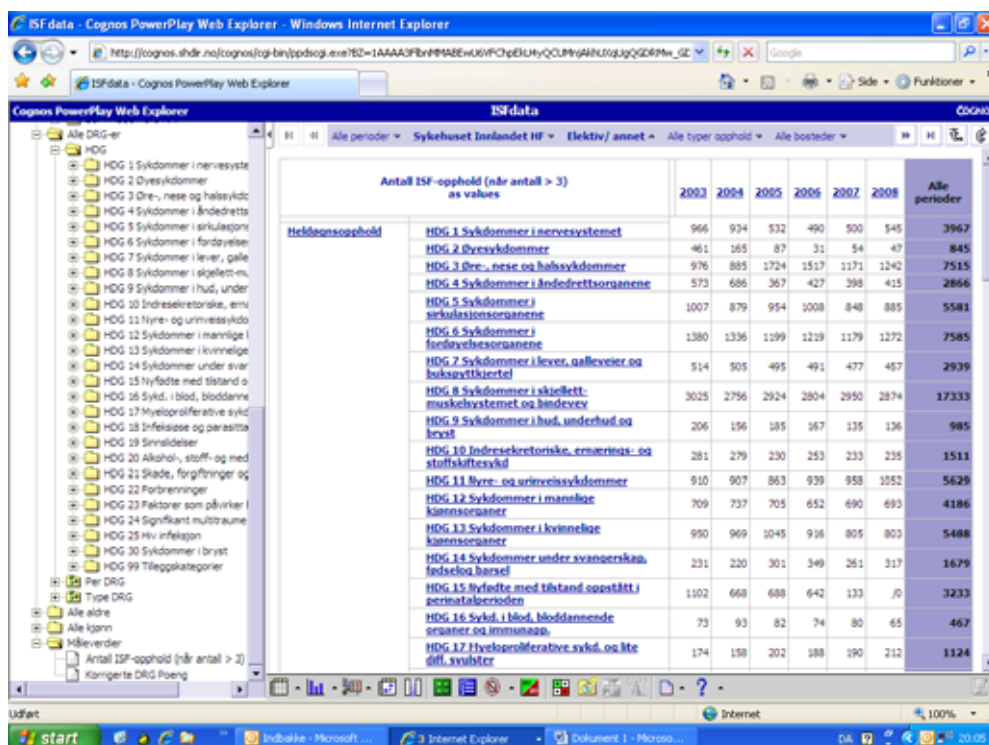 ISFdata - Cognos PowerPlay Web Explorer - Windows Internet Explorer
Google
ISFdata - Cognos PowerPlay Web Explorer
Side
Funktioner
Cognos PowerPlay Web Explorer
ISFdata
Alle DRG-er
HDG
HDG 1 Sykdommer i nervesyste
HDG 2 Øyesykdommer
HDG 3 Øre-, nese og halssykdo
HDG 4 Sykdommer i åndedretts
HDG 5 Sykdommer i sirkulasjons
HDG 6 Sykdommer i fordøyelses
HDG 7 Sykdommer i lever, galle
HDG 8 Sykdommer i skjellett-mu
HDG 9 Sykdommer i hud, under
HDG 10 Indresekretoriske, erna
HDG 11 Nyre- og urinveissykdo
HDG 12 Sykdommer i mannlige
HDG 13 Sykdommer i kvinnelige
HDG 14 Sykdommer under svan
HDG 15 Nyfødte med tilstand o
HDG 16 Sykd. i blod, bloddanne
HDG 17 Myeloproliferative sykd
HDG 18 Infeksiøse og parasitta
HDG 19 Sinnslidelser
HDG 20 Alkohol-, stoff- og med
HDG 21 Skade, forgiftninger og
HDG 22 Forbrenninger
HDG 23 Faktorer som påvirker
HDG 24 Signifikant multitraume
HDG 25 Hiv infeksjon
HDG 30 Sykdommer i bryst
HDG 99 Tilleggskategorier
Per DRG
Type DRG
Alle aldre
Alle kjønn
Måleverdier
Antall ISF-opphold (når antall > 3)
Korrigerte DRG Poeng
Alle perioder Sykehuset Innlandet HF Elektiv/ annet Alle typer opphold Alle bosteder
Antall ISF-opphold (når antall > 3)
as values
2003 2004 2005 2006 2007 2008 Alle perioder
Heldøgnsopphold
HDG 1 Sykdommer i nervesystemet 966 934 532 490 500 545 3967
HDG 2 Øyesykdommer 461 165 87 31 54 47 845
HDG 3 Øre-, nese og halssykdommer 976 885 1724 1517 1171 1242 7515
HDG 4 Sykdommer i åndedrettsorganene 573 686 367 427 398 415 2866
HDG 5 Sykdommer i
sirkulasjonsorganene 1007 879 954 1008 848 885 5581
HDG 6 Sykdommer i
fordøyelsesorganene 1380 1336 1199 1219 1179 1272 7585
HDG 7 Sykdommer i lever, galleveier og
bukspyttkjertel 514 505 495 491 477 457 2939
HDG 8 Sykdommer i skjellett-
muskelsystemet og bindevev 3025 2756 2924 2804 2950 2874 17333
HDG 9 Sykdommer i hud, underhud og
bryst 206 156 185 167 135 136 985
HDG 10 Indresekretoriske, ernærings- og
stoffskiftesykd 281 279 230 253 233 235 1511
HDG 11 Nyre- og urinveissykdommer 910 907 863 939 958 1052 5629
HDG 12 Sykdommer i mannlige
kjønnsorganer 709 737 705 652 690 693 4186
HDG 13 Sykdommer i kvinnelige
kjønnsorganer 950 969 1045 916 805 803 5488
HDG 14 Sykdommer under svangerskap,
fødselog barsel 231 220 301 349 261 317 1679
HDG 15 Nyfødte med tilstand oppstått i
perinatalperioden 1102 668 688 642 133 /0 3233
HDG 16 Sykd. i blod, bloddannende
organer og immunapp. 73 93 82 74 80 65 467
HDG 17 Myeloproliferative sykd. og lite
diff. svulster 174 158 202 188 190 212 1124
Udført
Internet
100%
start
Indbakke - Microsoft ...
3 Internet Explorer
Dokument 1 - Microso...
DA
20:05